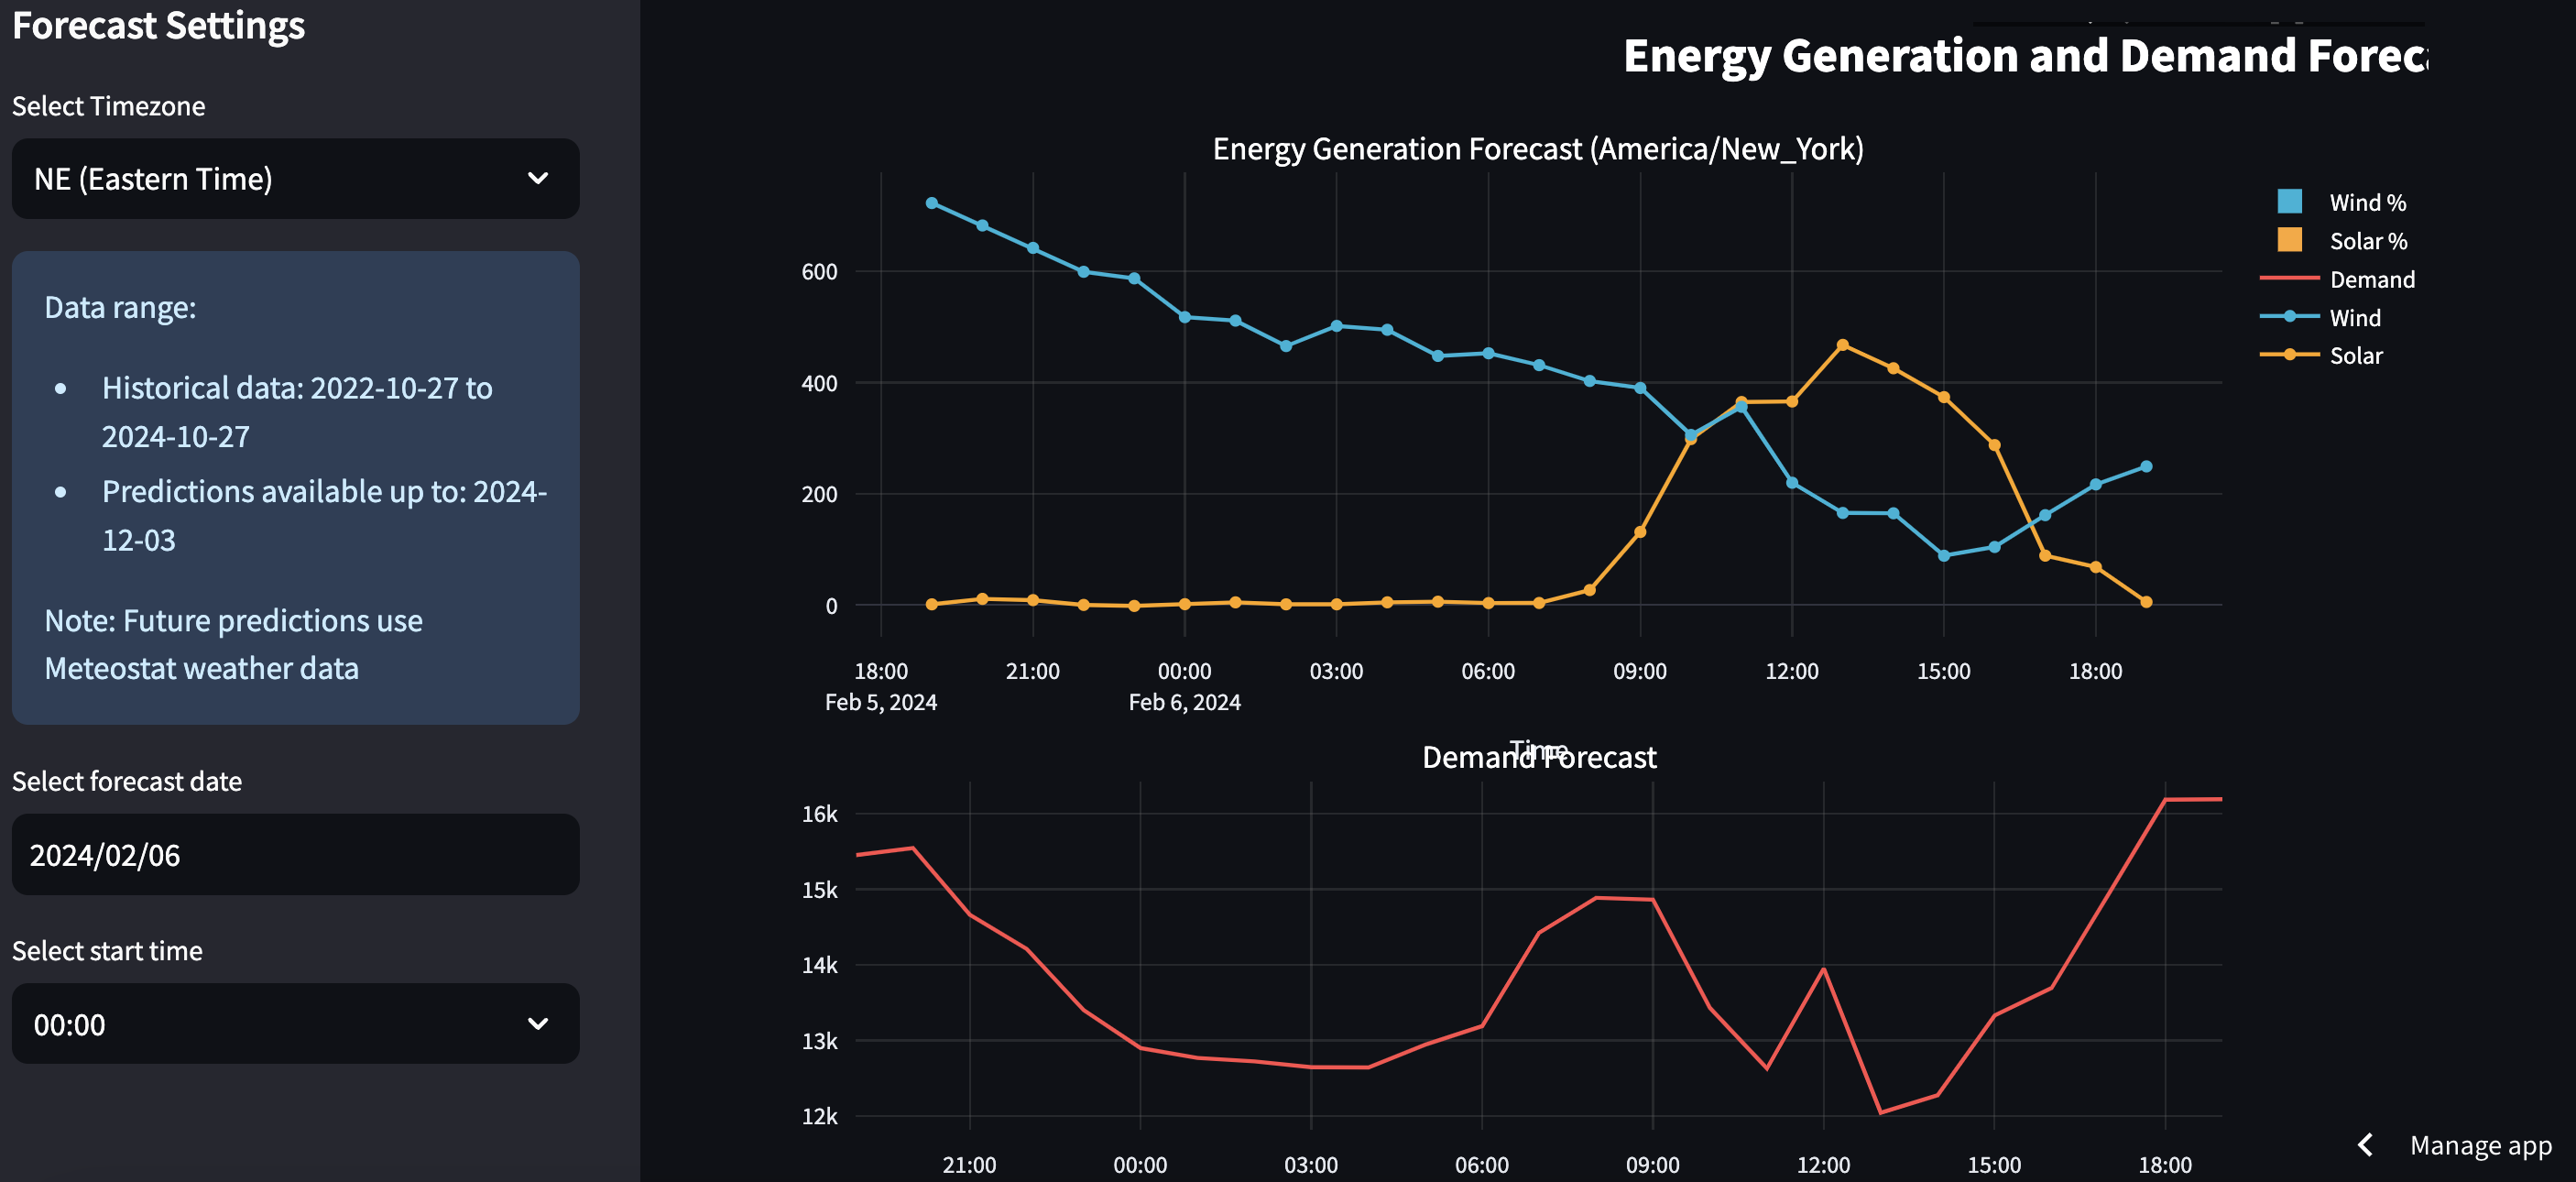 Forecast Settings
Select Timezone
NE (Eastern Time)
Data range:
Historical data: 2022-10-27 to
2024-10-27
Predictions available up to: 2024-
12-03
Note: Future predictions use
Meteostat weather data
Select forecast date
2024/02/06
Select start time
00:00
Energy Generation and Demand Foreca
Energy Generation Forecast (America/New_York)
Wind %
Solar %
Demand
Wind
Solar
600
400
200
0
18:00 21:00 00:00 03:00 06:00 09:00 12:00 15:00 18:00
Feb 5, 2024 Feb 6, 2024
Time
Demand Forecast
16k
15k
14k
13k
12k
21:00 00:00 03:00 06:00 09:00 12:00 15:00 18:00
Manage app